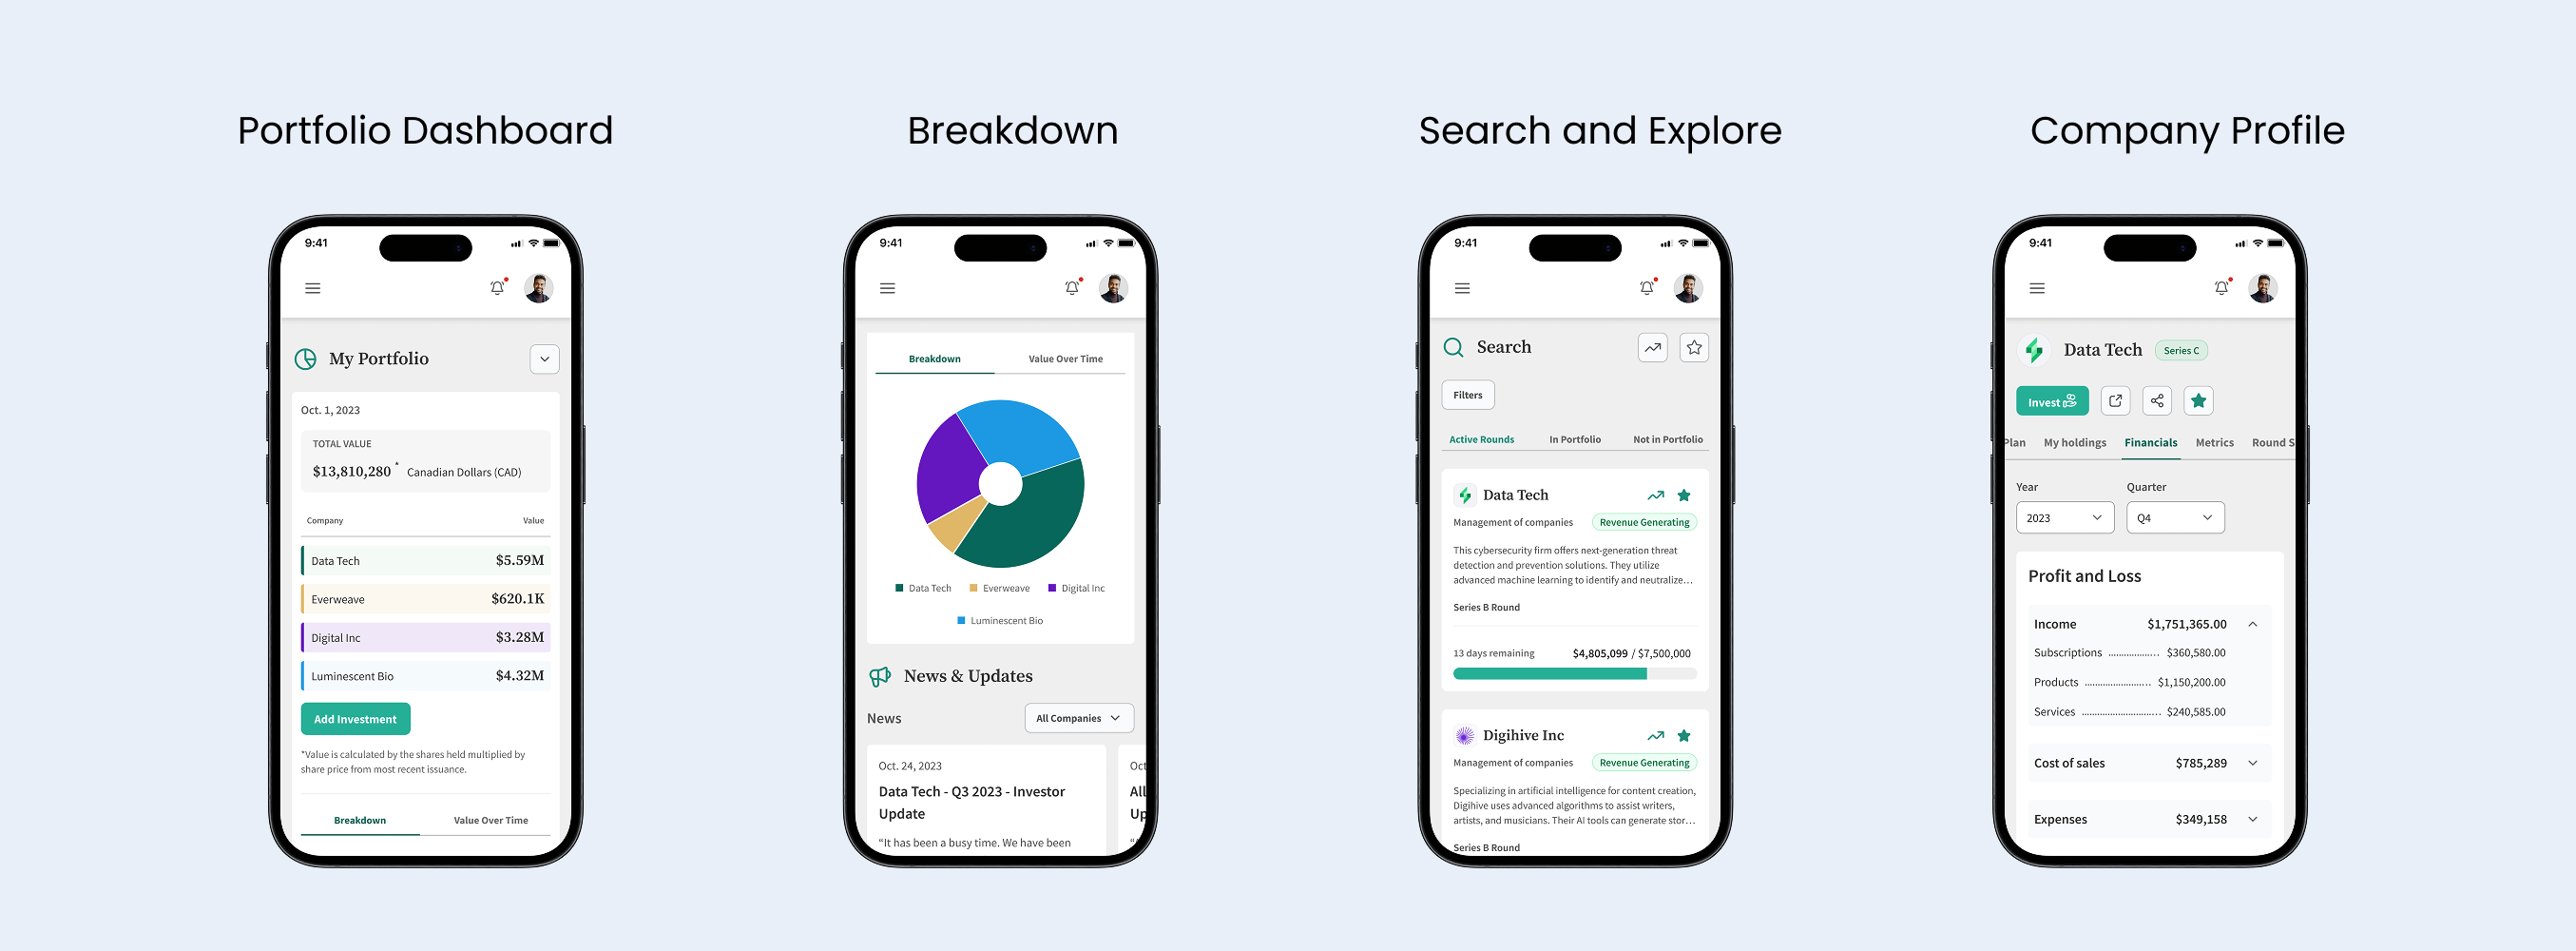 Portfolio Dashboard
Breakdown
Search and Explore
Company Profile
9:41
My Portfolio
Oct. 1, 2023
TOTAL VALUE
$13,810,280 * Canadian Dollars (CAD)
Company Value
Data Tech $5.59M
Everweave $620.1K
Digital Inc $3.28M
Luminescent Bio $4.32M
Add Investment
*Value is calculated by the shares held multiplied by
share price from most recent issuance.
Breakdown Value Over Time
9:41
Breakdown Value Over Time
Data Tech Everweave Digital Inc
Luminescent Bio
News & Updates
News All Companies
Oct. 24, 2023
Data Tech - Q3 2023 - Investor
Update
“It has been a busy time. We have been
Oct
All
Up
9:41
Search
Filters
Active Rounds In Portfolio Not in Portfolio
Data Tech
Management of companies Revenue Generating
This cybersecurity firm offers next-generation threat
detection and prevention solutions. They utilize
advanced machine learning to identify and neutralize...
Series B Round
13 days remaining $4,805,099 / $7,500,000
Digihive Inc
Management of companies Revenue Generating
Specializing in artificial intelligence for content creation,
Digihive uses advanced algorithms to assist writers,
artists, and musicians. Their AI tools can generate stor...
Series B Round
9:41
Data Tech Series C
Invest
Plan My holdings Financials Metrics Round S
Year Quarter
2023 Q4
Profit and Loss
Income $1,751,365.00
Subscriptions .................. $360,580.00
Products ....................... $1,150,200.00
Services ............................ $240,585.00
Cost of sales $785,289
Expenses $349,158